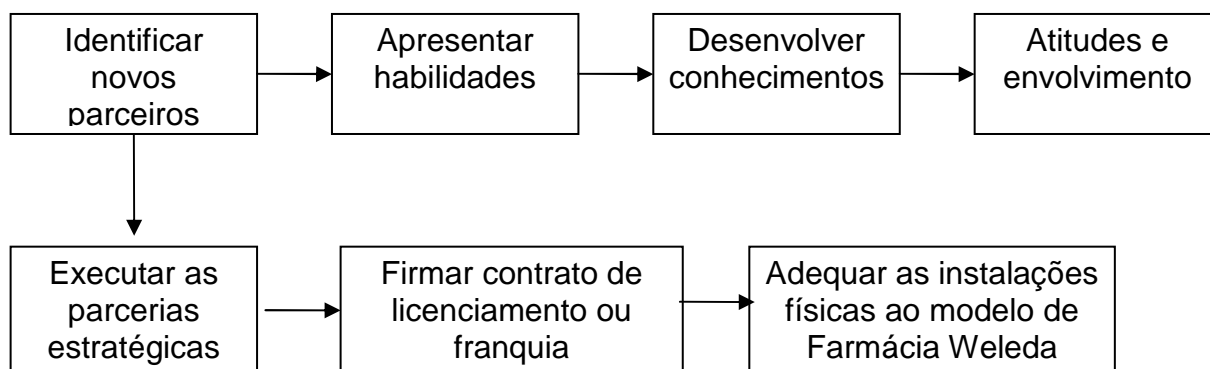 Identificar
novos
parceiros
Apresentar
habilidades
Desenvolver
conhecimentos
Atitudes e
envolvimento
Executar as
parcerias
estratégicas
Firmar contrato de
licenciamento ou
franquia
Adequar as instalações
físicas ao modelo de
Farmácia Weleda